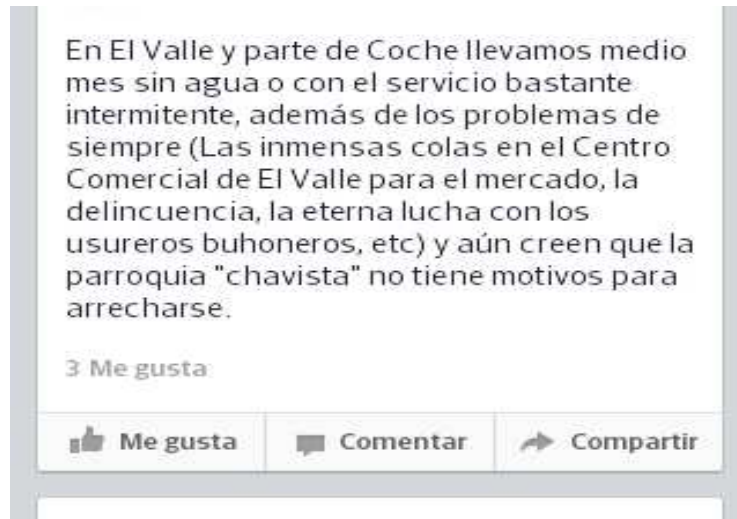 En El Valle y parte de Coche llevamos medio
mes sin agua o con el servicio bastante
intermitente, además de los problemas de
siempre (Las inmensas colas en el Centro
Comercial de El Valle para el mercado, la
delincuencia, la eterna lucha con los
usureros buhoneros, etc) y aún creen que la
parroquia "chavista" no tiene motivos para
arrecharse.
3 Me gusta
Me gusta Comentar Compartir